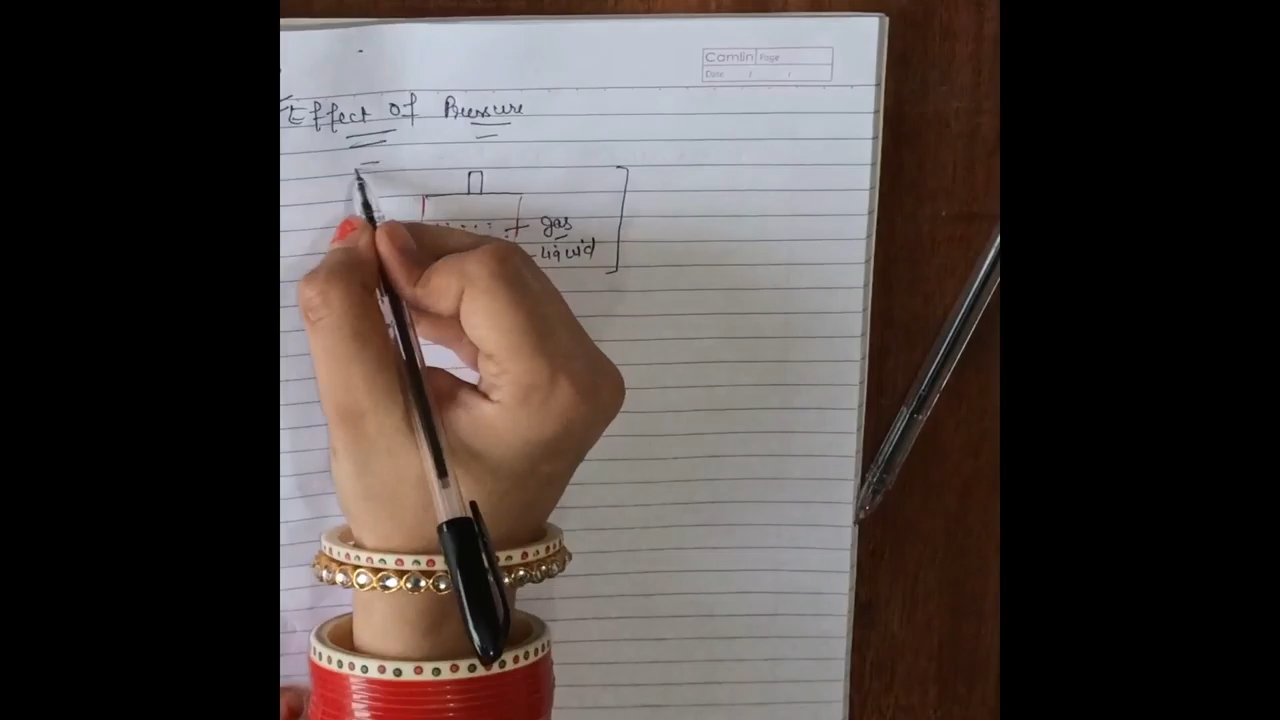 Camlin Page
Date / /
Effect Of Pressure
gas
liquid